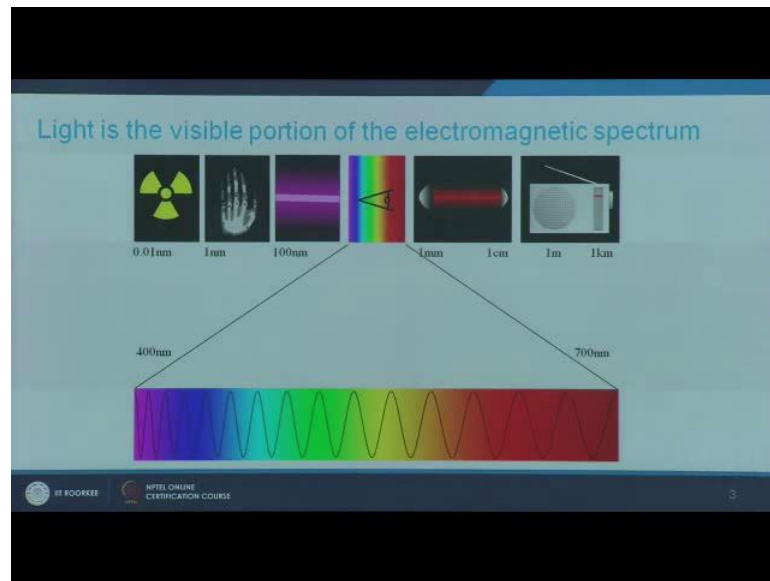 Light is the visible portion of the electromagnetic spectrum
0.01nm 1nm 100nm 1mm 1cm 1m 1km
400nm 700nm
IIT ROORKEE NPTEL ONLINE
CERTIFICATION COURSE
3